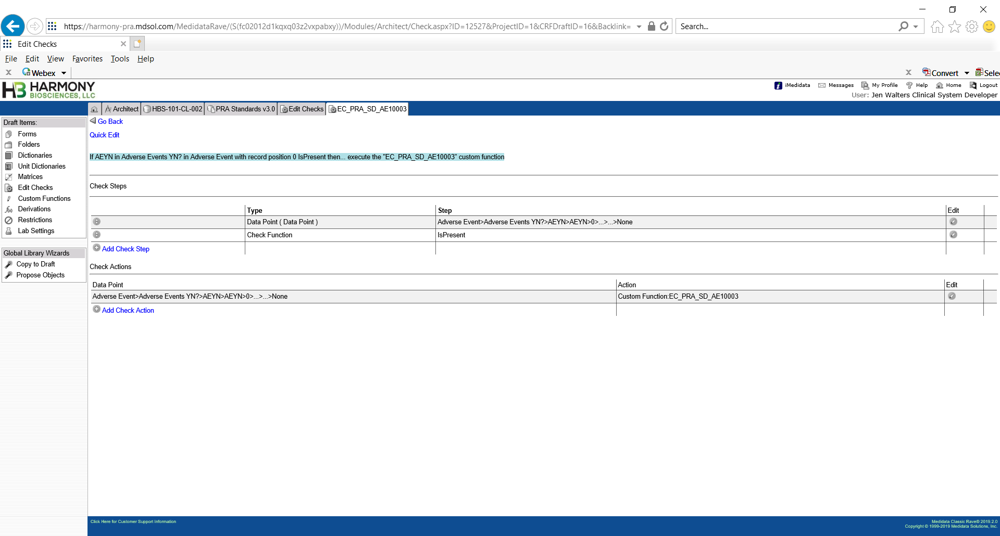 https://harmony-pra.mdsol.com/MedidataRave/(S(fc02012d1kqxq03z2vxpabxy))/Modules/Architect/Check.aspx?ID=12527&ProjectID=1&CRFDraftID=16&Backlink=
Search...
Edit Checks
File Edit View Favorites Tools Help
Webex
Convert
Sele
HB HARMONY
BIOSCIENCES, LLC
iMedidata Messages My Profile Help Home Logout
User: Jen Walters Clinical System Developer
Architect HBS-101-CL-002 PRA Standards v3.0 Edit Checks EC_PRA_SD_AE10003
Draft Items:
Forms
Folders
Dictionaries
Unit Dictionaries
Matrices
Edit Checks
Custom Functions
Derivations
Restrictions
Lab Settings
Global Library Wizards
Copy to Draft
Propose Objects
Go Back
Quick Edit
If AEYN in Adverse Events YN? in Adverse Event with record position 0 IsPresent then... execute the "EC_PRA_SD_AE10003" custom function
Check Steps
Type Step Edit
Data Point ( Data Point ) Adverse Event>Adverse Events YN?>AEYN>AEYN>0>...>...>None
Check Function IsPresent
Add Check Step
Check Actions
Data Point Action Edit
Adverse Event>Adverse Events YN?>AEYN>AEYN>0>...>...>None Custom Function:EC_PRA_SD_AE10003
Add Check Action
Click Here for Customer Support Information
Medidata Classic Rave® 2019.2.0
Copyright © 1999-2019 Medidata Solutions, Inc.